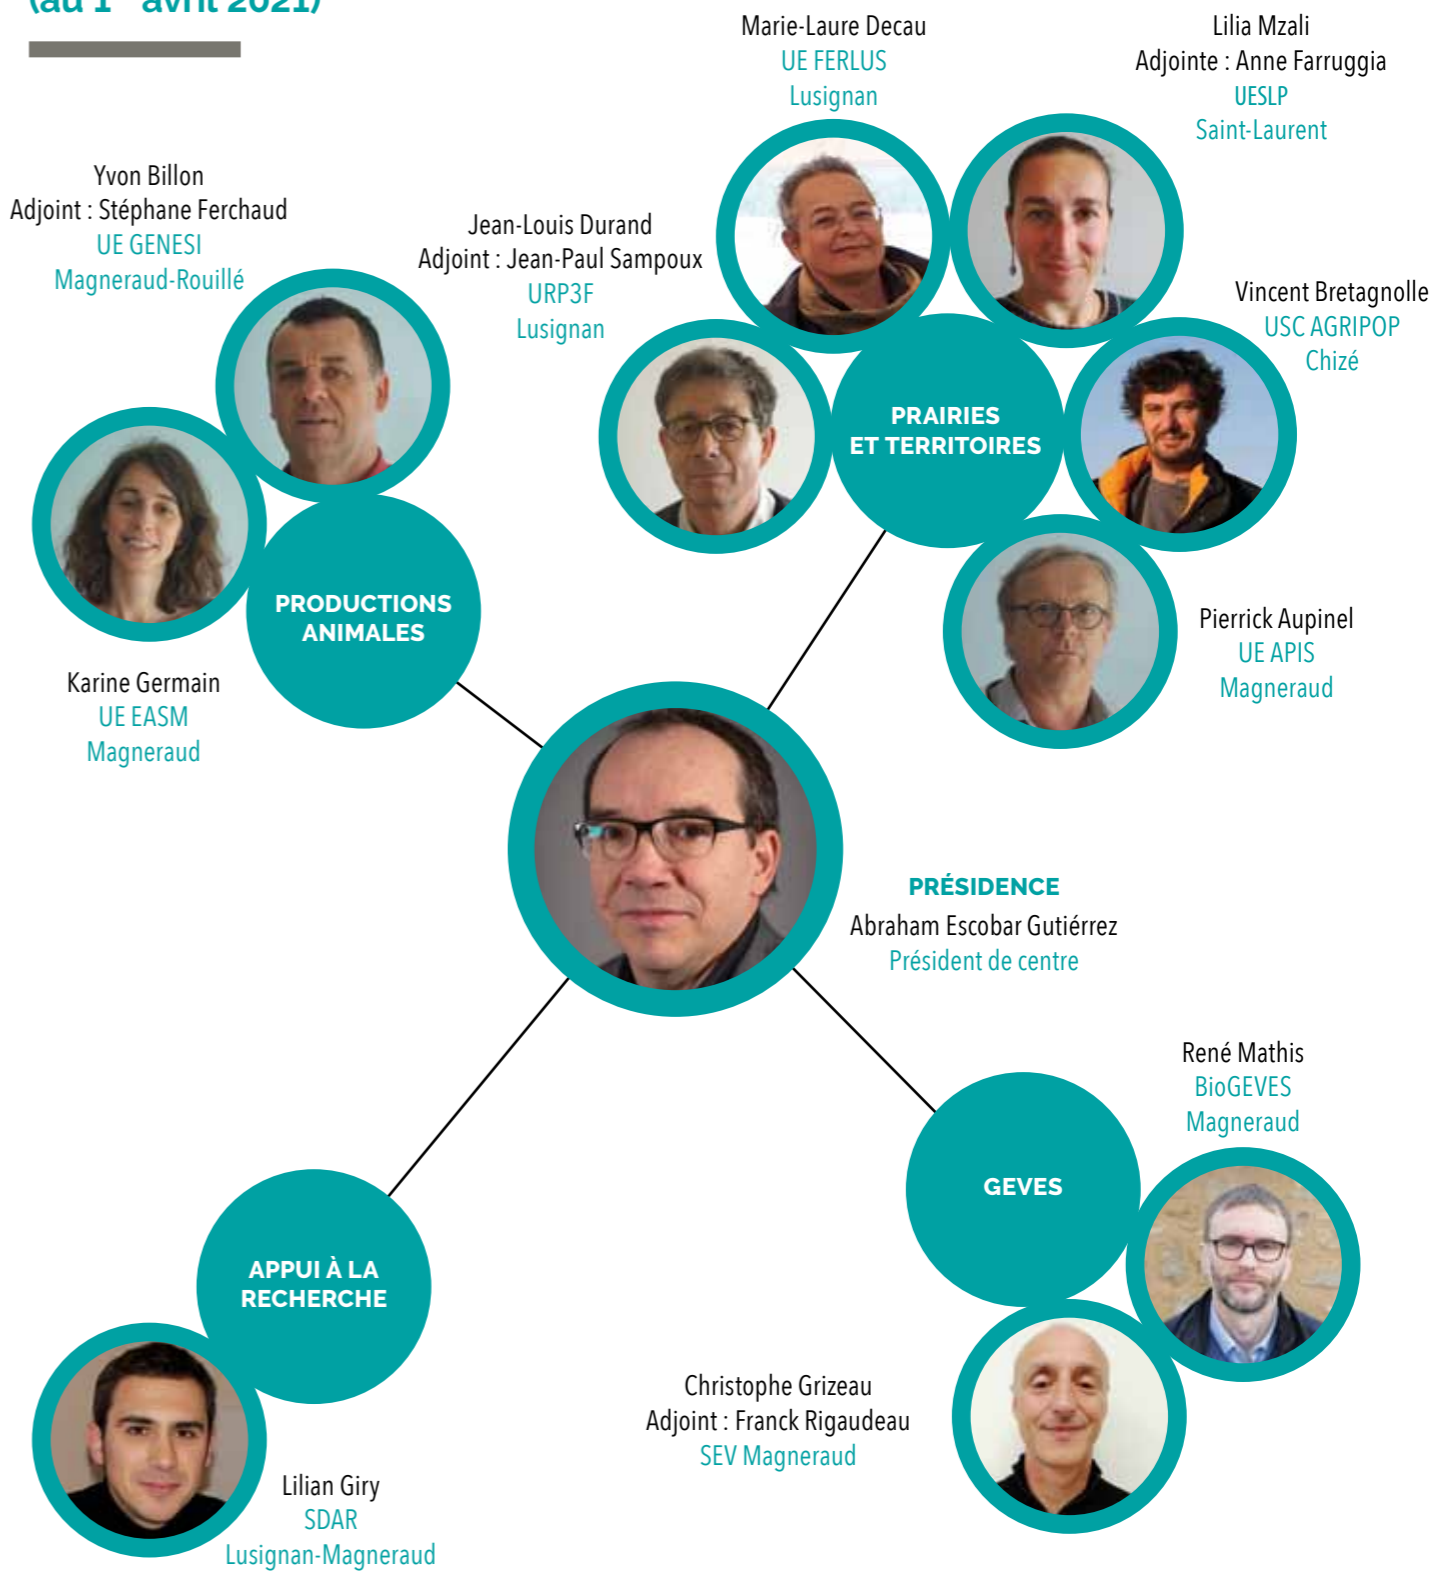 (au 1er avril 2021)
Marie-Laure Decau
UE FERLUS
Lusignan
Lilia Mzali
Adjointe : Anne Farruggia
UESLP
Saint-Laurent
Yvon Billon
Adjoint : Stéphane Ferchaud
UE GENESI
Magneraud-Rouillé
Jean-Louis Durand
Adjoint : Jean-Paul Sampoux
URP3F
Lusignan
Vincent Bretagnolle
USC AGRIPOP
Chizé
PRAIRIES
ET TERRITOIRES
PRODUCTIONS
ANIMALES
Pierrick Aupinel
UE APIS
Magneraud
Karine Germain
UE EASM
Magneraud
PRÉSIDENCE
Abraham Escobar Gutiérrez
Président de centre
René Mathis
BioGEVES
Magneraud
GEVES
APPUI À LA
RECHERCHE
Christophe Grizeau
Adjoint : Franck Rigaudeau
SEV Magneraud
Lilian Giry
SDAR
Lusignan-Magneraud